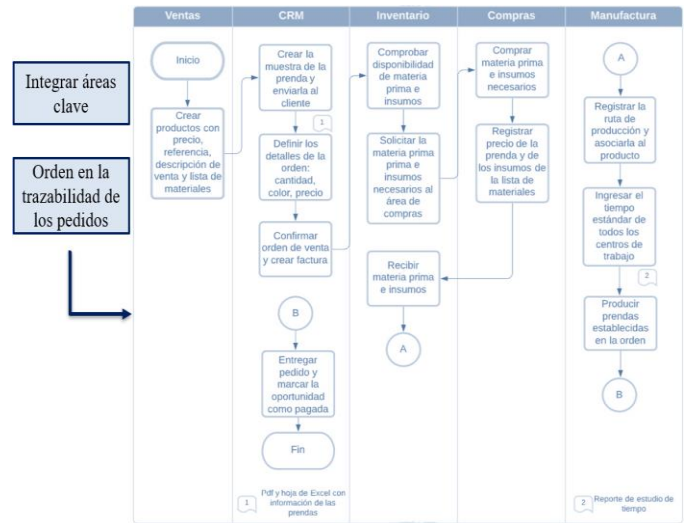 Integrar áreas
clave
Orden en la
trazabilidad de
los pedidos
Ventas
Inicio
Crear
productos con
precio,
referencia,
descripción de
venta y lista de
materiales
CRM
Crear la
muestra de la
prenda y
enviarla al
cliente
1
Definir los
detalles de la
orden:
cantidad,
color, precio
Confirmar
orden de venta
y crear factura
B
Entregar
pedido y
marcar la
oportunidad
como pagada
Fin
1
Pdf y hoja de Excel con
información de las
prendas
Inventario
Comprobar
disponibilidad
de materia
prima e
insumos
Solicitar la
materia prima
prima e
insumos
necesarios al
área de
compras
Recibir
materia prima
e insumos
A
Compras
Comprar
materia prima
e insumos
necesarios
Registrar
precio de la
prenda y de
los insumos de
la lista de
materiales
Manufactura
A
Registrar la
ruta de
producción y
asociarla al
producto
Ingresar el
tiempo
estándar de
todos los
centros de
trabajo
2
Producir
prendas
establecidas
en la orden
B
2
Reporte de estudio de
tiempo